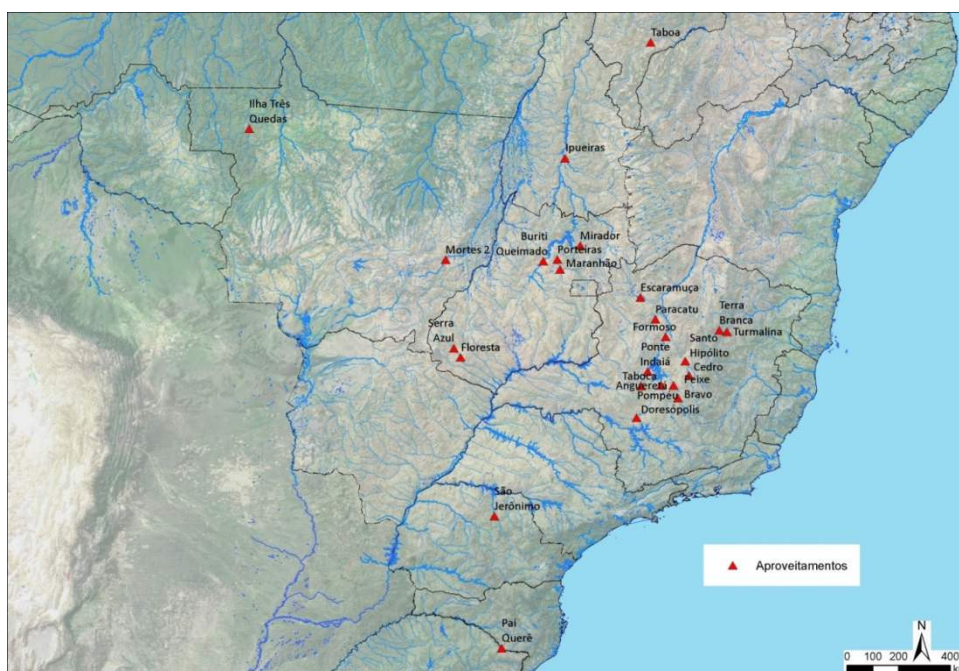 Taboa
Ilha Três
Quedas
Ipueiras
Buriti
Queimado
Mirador
Porteiras
Maranhão
Mortes 2
Escaramuça
Paracatu
Terra
Branca
Turmalina
Formoso
Santo
Hipólito
Serra
Azul
Floresta
Ponte
Indaiá
Cedro
Taboca
Peixe
Bravo
Angueretá
Pompeu
Doresópolis
São
Jerônimo
Pai
Querê
Aproveitamentos
N
0 100 200 400